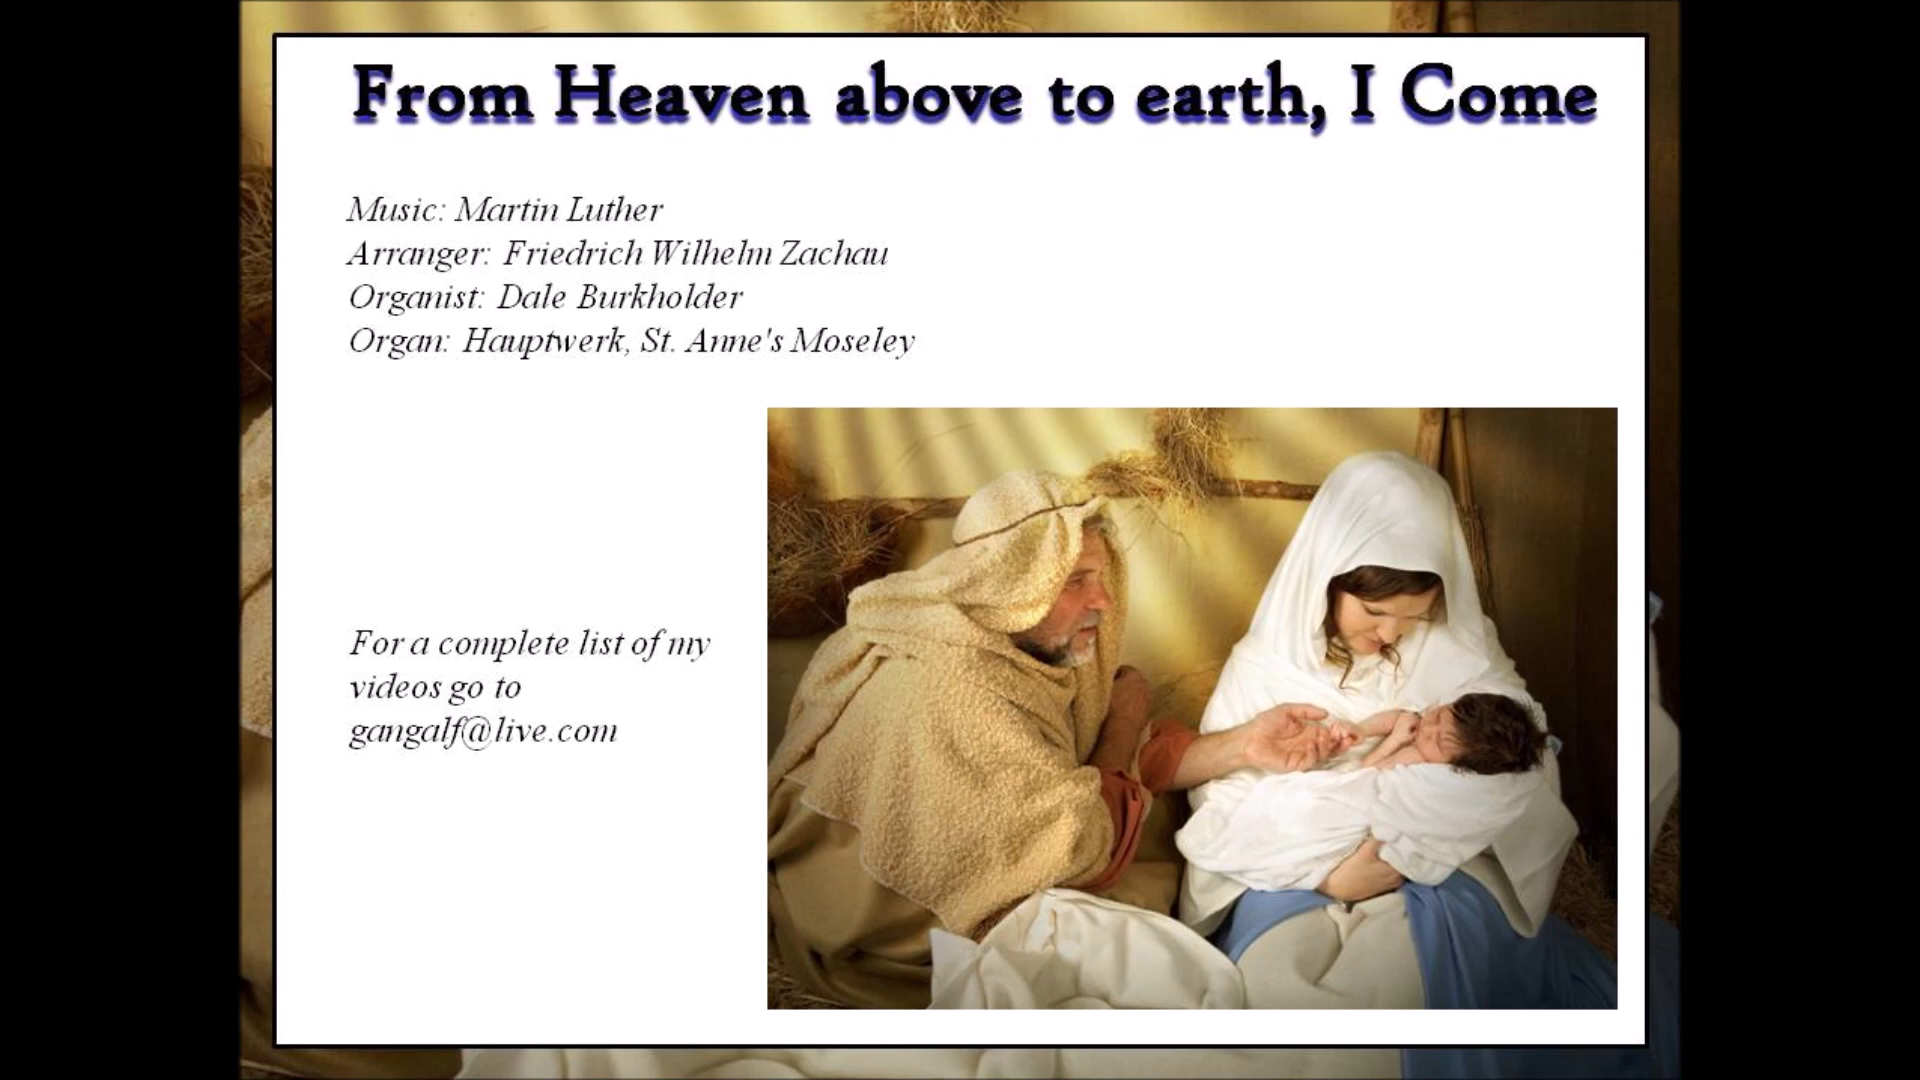 From Heaven above to earth, I Come
Music: Martin Luther
Arranger: Friedrich Wilhelm Zachau
Organist: Dale Burkholder
Organ: Hauptwerk, St. Anne's Moseley
For a complete list of my
videos go to
gangalf@live.com